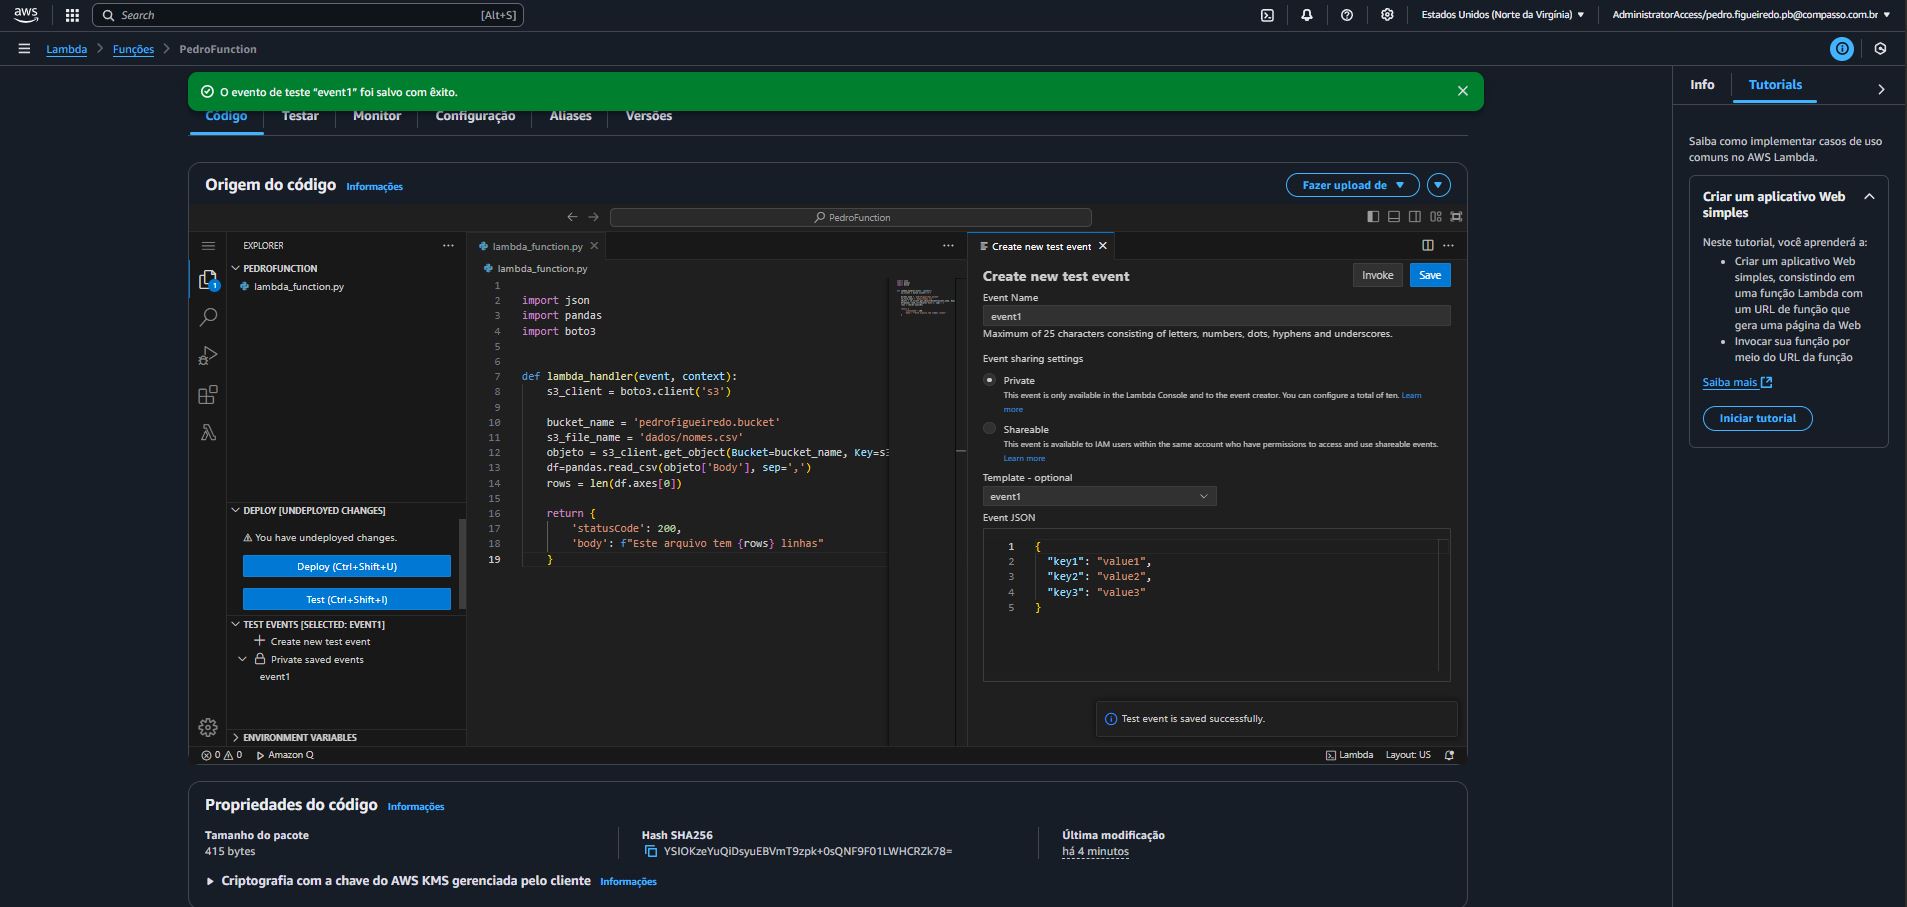 aws
Search [Alt+S]
Estados Unidos (Norte da Virgínia)
AdministratorAccess/pedro.figueiredo.pb@compasso.com.br
Lambda > Funções > PedroFunction
O evento de teste “event1” foi salvo com êxito.
Código Testar Monitor Configuração Aliases Versões
Origem do código Informações
Fazer upload de
PedroFunction
EXPLORER
PEDROFUNCTION
lambda_function.py
DEPLOY [UNDEPLOYED CHANGES]
You have undeployed changes.
Deploy (Ctrl+Shift+U)
Test (Ctrl+Shift+I)
TEST EVENTS [SELECTED: EVENT1]
Create new test event
Private saved events
event1
ENVIRONMENT VARIABLES
0 0 Amazon Q
lambda_function.py
lambda_function.py
1
2 import json
3 import pandas
4 import boto3
5
6
7 def lambda_handler(event, context):
8 s3_client = boto3.client('s3')
9
10 bucket_name = 'pedrofigueiredo.bucket'
11 s3_file_name = 'dados/nomes.csv'
12 objeto = s3_client.get_object(Bucket=bucket_name, Key=s3
13 df=pandas.read_csv(objeto['Body'], sep=',')
14 rows = len(df.axes[0])
15
16 return {
17 'statusCode': 200,
18 'body': f"Este arquivo tem {rows} linhas"
19 }
Create new test event
Create new test event
Invoke Save
Event Name
event1
Maximum of 25 characters consisting of letters, numbers, dots, hyphens and underscores.
Event sharing settings
Private
This event is only available in the Lambda Console and to the event creator. You can configure a total of ten. Learn
more
Shareable
This event is available to IAM users within the same account who have permissions to access and use shareable events.
Learn more
Template - optional
event1
Event JSON
1 {
2 "key1": "value1",
3 "key2": "value2",
4 "key3": "value3"
5 }
Test event is saved successfully.
Lambda Layout: US
Propriedades do código Informações
Tamanho do pacote
415 bytes
Hash SHA256
YSIOKzeYuQiDsyuEBVmT9zpk+0sQNF9F01LWHCRZk78=
Última modificação
há 4 minutos
Criptografia com a chave do AWS KMS gerenciada pelo cliente Informações
Info Tutorials
Saiba como implementar casos de uso
comuns no AWS Lambda.
Criar um aplicativo Web
simples
Neste tutorial, você aprenderá a:
• Criar um aplicativo Web
simples, consistindo em
uma função Lambda com
um URL de função que
gera uma página da Web
• Invocar sua função por
meio do URL da função
Saiba mais
Iniciar tutorial